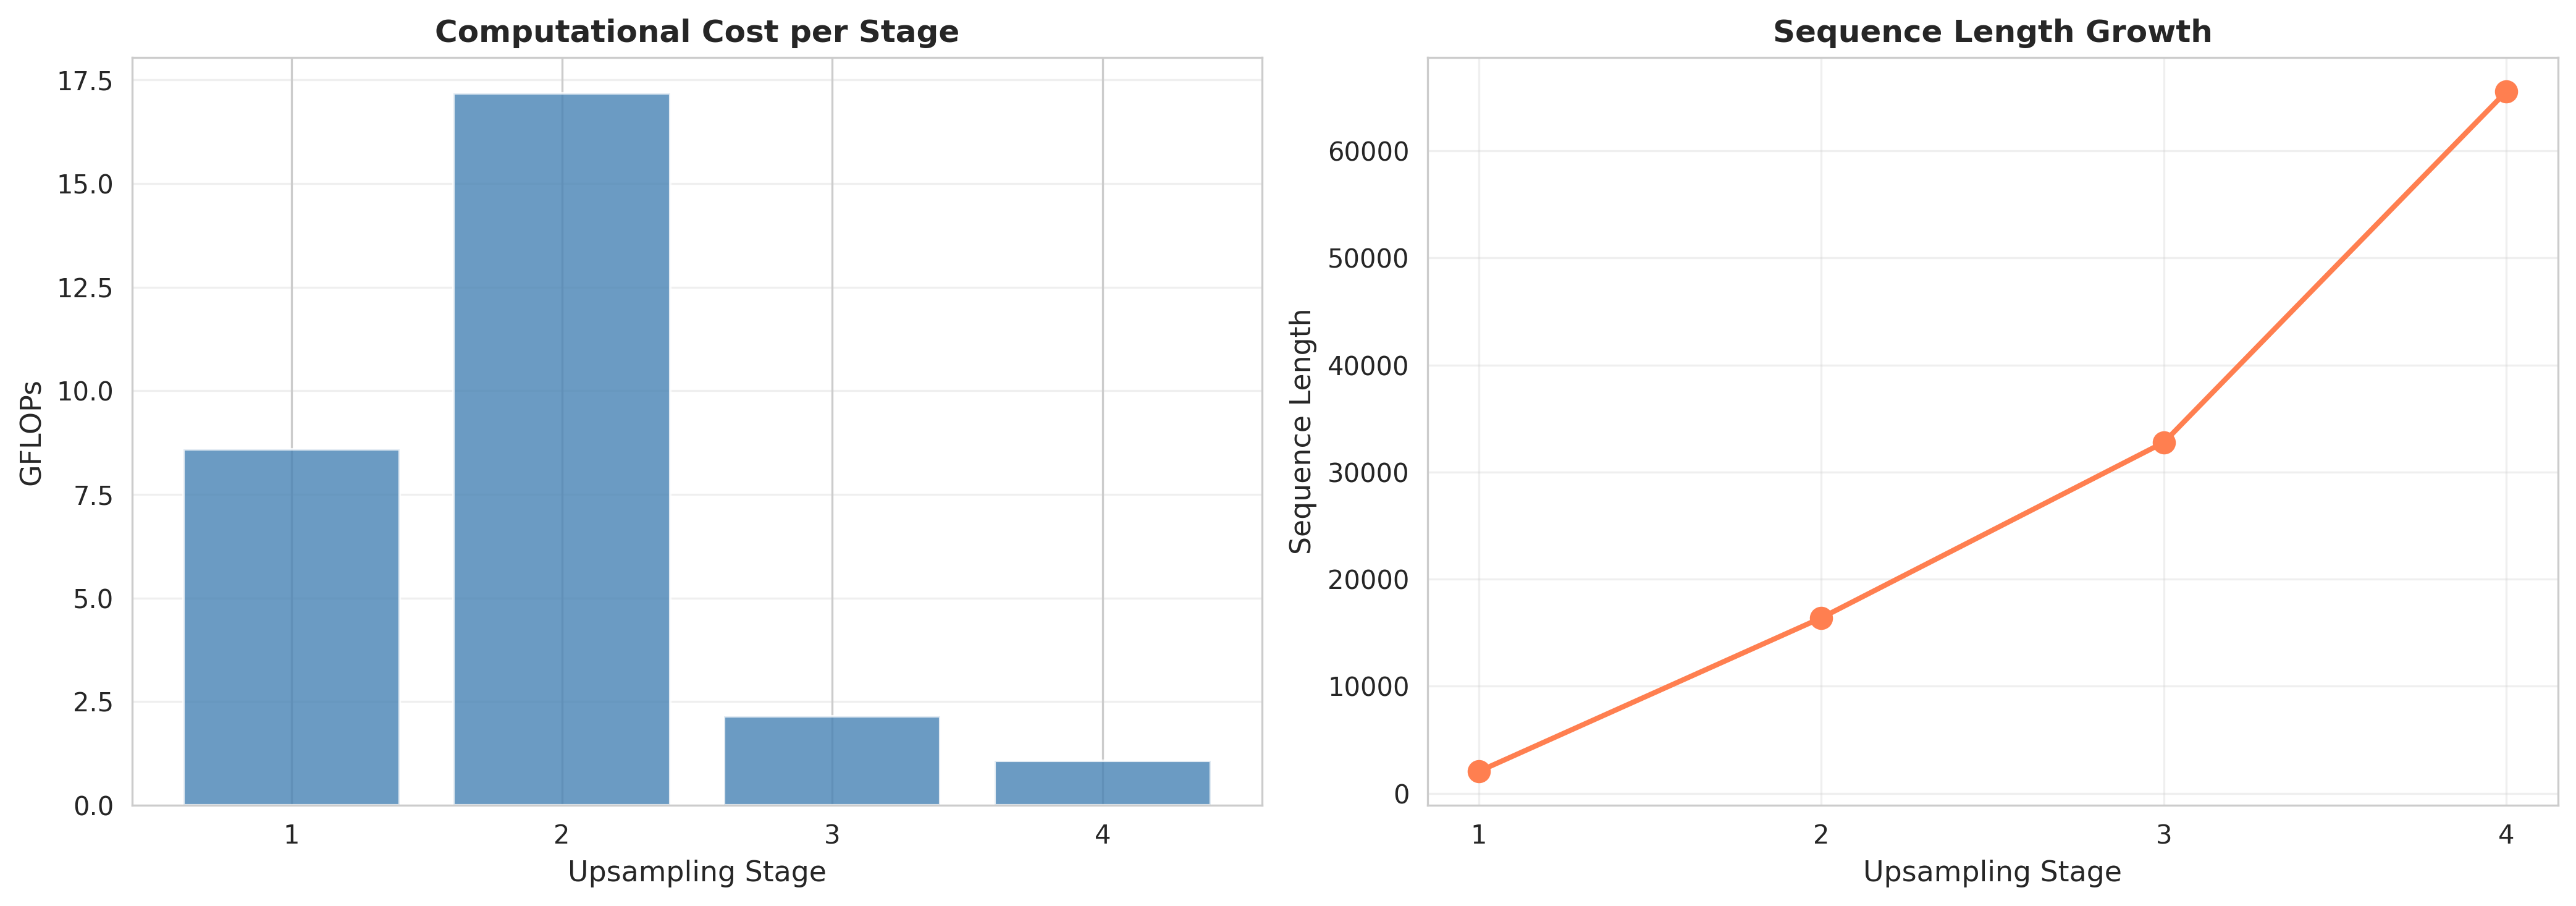 Computational Cost per Stage
17.5
15.0
12.5
10.0
7.5
5.0
2.5
0.0
GFLOPs
1 2 3 4
Upsampling Stage
Sequence Length Growth
60000
50000
40000
30000
20000
10000
0
Sequence Length
1 2 3 4
Upsampling Stage